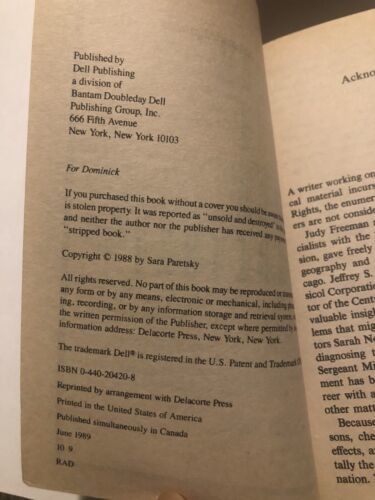 Published by
Dell Publishing
a division of
Bantam Doubleday Dell
Publishing Group, Inc.
666 Fifth Avenue
New York, New York 10103
For Dominick
If you purchased this book without a cover you should be aware
is stolen property. It was reported as "unsold and destroyed"
and neither the author nor the publisher has received any
"stripped book."
Copyright © 1988 by Sara Paretsky
All rights reserved. No part of this book may be reproduced or
any form or by any means, electronic or mechanical, including
ing, recording, or by any information storage and retrieval system,
the written permission of the Publisher, except where permitted by
information address: Delacorte Press, New York, New York.
The trademark Dell® is registered in the U.S. Patent and Trademark
ISBN 0-440-20420-8
Reprinted by arrangement with Delacorte Press
Printed in the United States of America
Published simultaneously in Canada
June 1989
10 9
RAD
Ackno
A writer working on
cal material incurs
Rights, the enumer
ers are not conside
Judy Freeman a
cialists with the
sion, gave freely
geography and
cago. Jeffrey S.
sicol Corporation
tor of the Cent
valuable insigh
lems that migh
tors Sarah Ne
diagnosing t
Sergeant Mi
ment has be
reer with a
other matt
Because
sons, che
effects, a
tally the
nation.